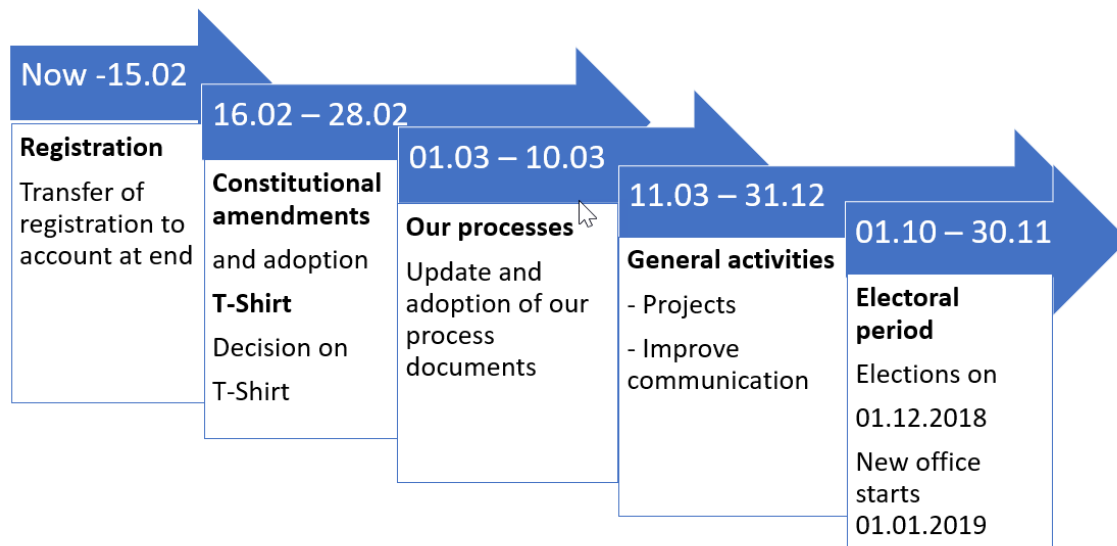 Now -15.02
Registration
Transfer of
registration to
account at end
16.02 – 28.02
Constitutional
amendments
and adoption
T-Shirt
Decision on
T-Shirt
01.03 – 10.03
Our processes
Update and
adoption of our
process
documents
11.03 – 31.12
General activities
- Projects
- Improve
communication
01.10 – 30.11
Electoral
period
Elections on
01.12.2018
New office
starts
01.01.2019